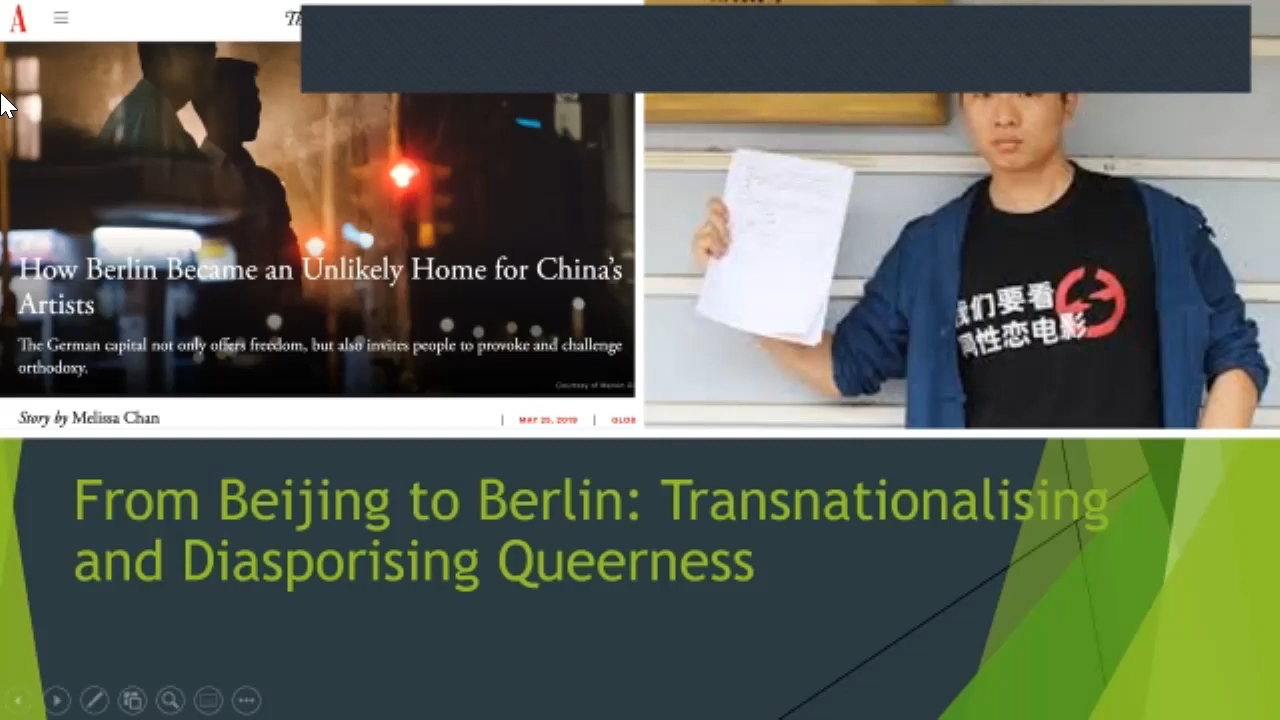 A
Th
How Berlin Became an Unlikely Home for China's
Artists
The German capital not only offers freedom, but also invites people to provoke and challenge
orthodoxy.
Story by Melissa Chan
| MAY 25, 2019 | GLOB
我们要看
同性恋电影
From Beijing to Berlin: Transnationalising
and Diasporising Queerness